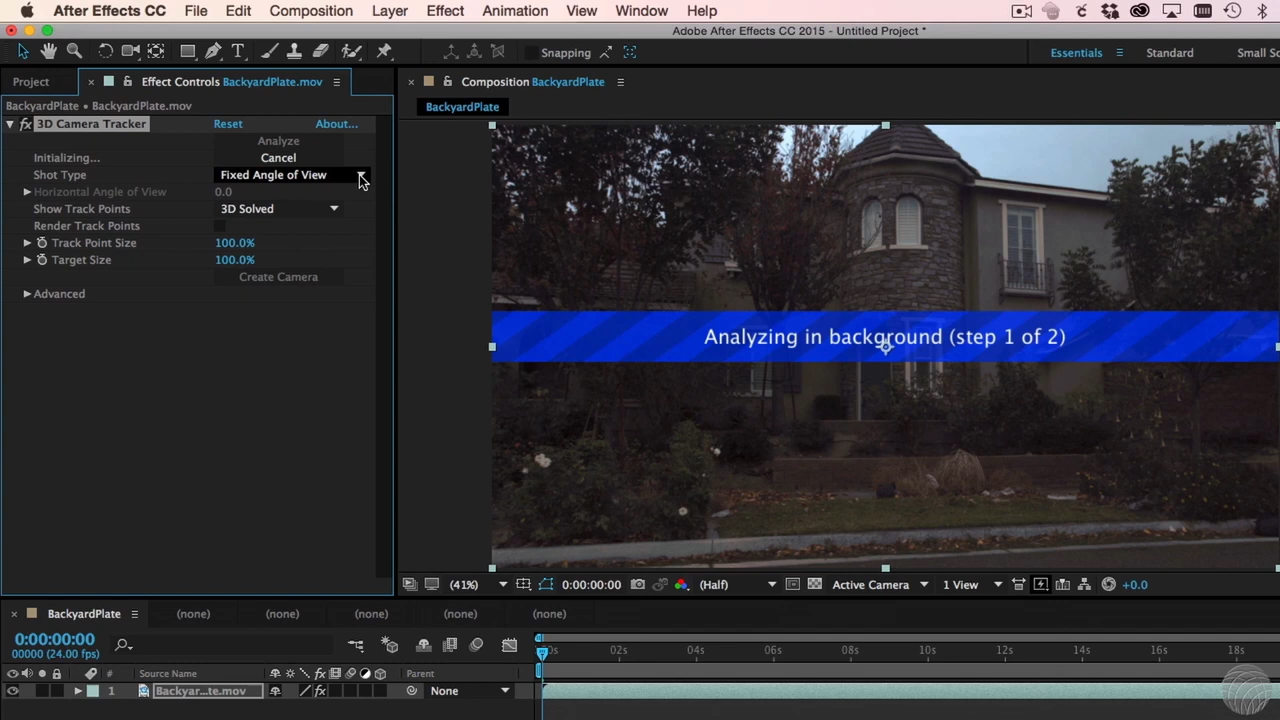 After Effects CC File Edit Composition Layer Effect Animation View Window Help
Adobe After Effects CC 2015 - Untitled Project *
Snapping Essentials Standard Small Sc
Project Effect Controls BackyardPlate.mov Composition BackyardPlate
BackyardPlate • BackyardPlate.mov BackyardPlate
fx 3D Camera Tracker Reset About...
Analyze
Initializing... Cancel
Shot Type Fixed Angle of View
Horizontal Angle of View 0.0
Show Track Points 3D Solved
Render Track Points
Track Point Size 100.0%
Target Size 100.0%
Create Camera
Advanced
Analyzing in background (step 1 of 2)
(41%) 0:00:00:00 (Half) Active Camera 1 View +0.0
BackyardPlate (none) (none) (none) (none) (none)
0:00:00:00
00000 (24.00 fps)
00s 02s 04s 06s 08s 10s 12s 14s 16s 18s
# Source Name fx Parent
1 Backyar...te.mov fx None